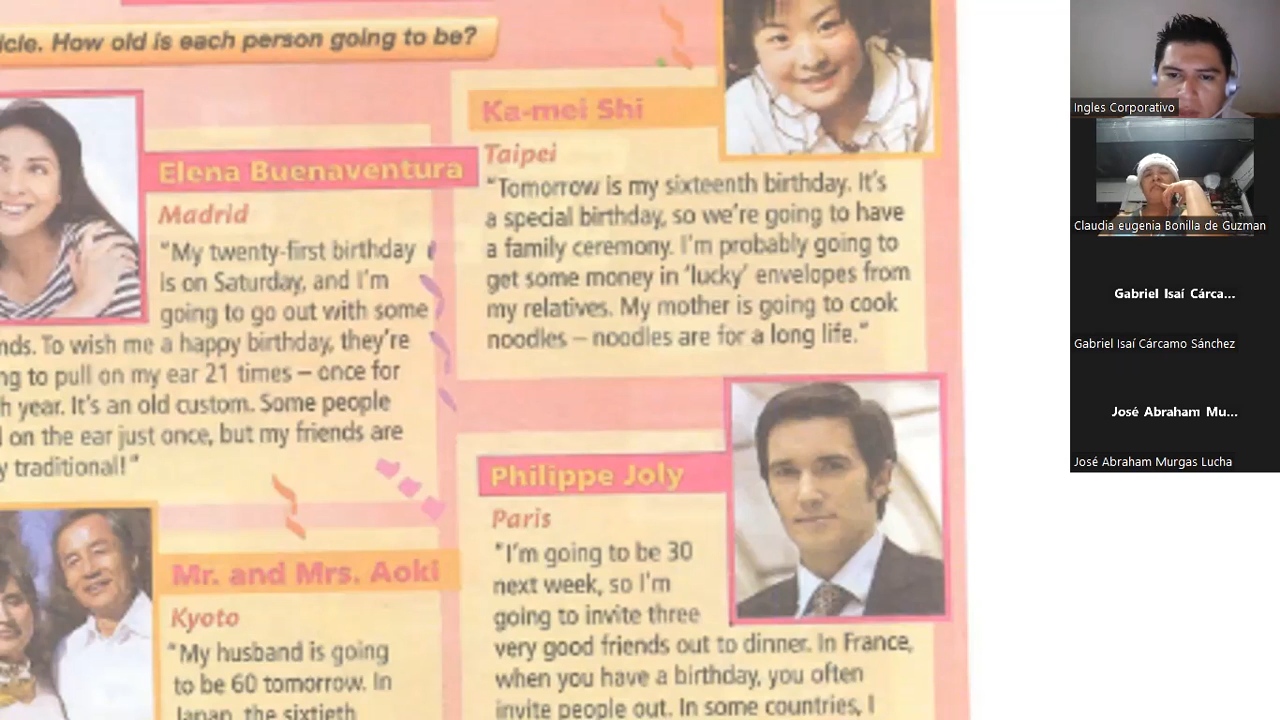 How old is each person going to be?
Elena Buenaventura
Madrid
"My twenty-first birthday
is on Saturday, and I'm
going to go out with some
To wish me a happy birthday, they're
to pull on my ear 21 times – once for
year. It's an old custom. Some people
on the ear just once, but my friends are
traditional!"
Mr. and Mrs. Aoki
Kyoto
"My husband is going
to be 60 tomorrow. In
Japan, the sixtieth
Ka-mei Shi
Taipei
"Tomorrow is my sixteenth birthday. It's
a special birthday, so we're going to have
a family ceremony. I'm probably going to
get some money in 'lucky' envelopes from
my relatives. My mother is going to cook
noodles – noodles are for a long life."
Philippe Joly
Paris
"I'm going to be 30
next week, so I'm
going to invite three
very good friends out to dinner. In France,
when you have a birthday, you often
invite people out. In some countries, I
Ingles Corporativo
Claudia eugenia Bonilla de Guzman
Gabriel Isaí Cárca...
Gabriel Isaí Cárcamo Sánchez
José Abraham Mu...
José Abraham Murgas Lucha